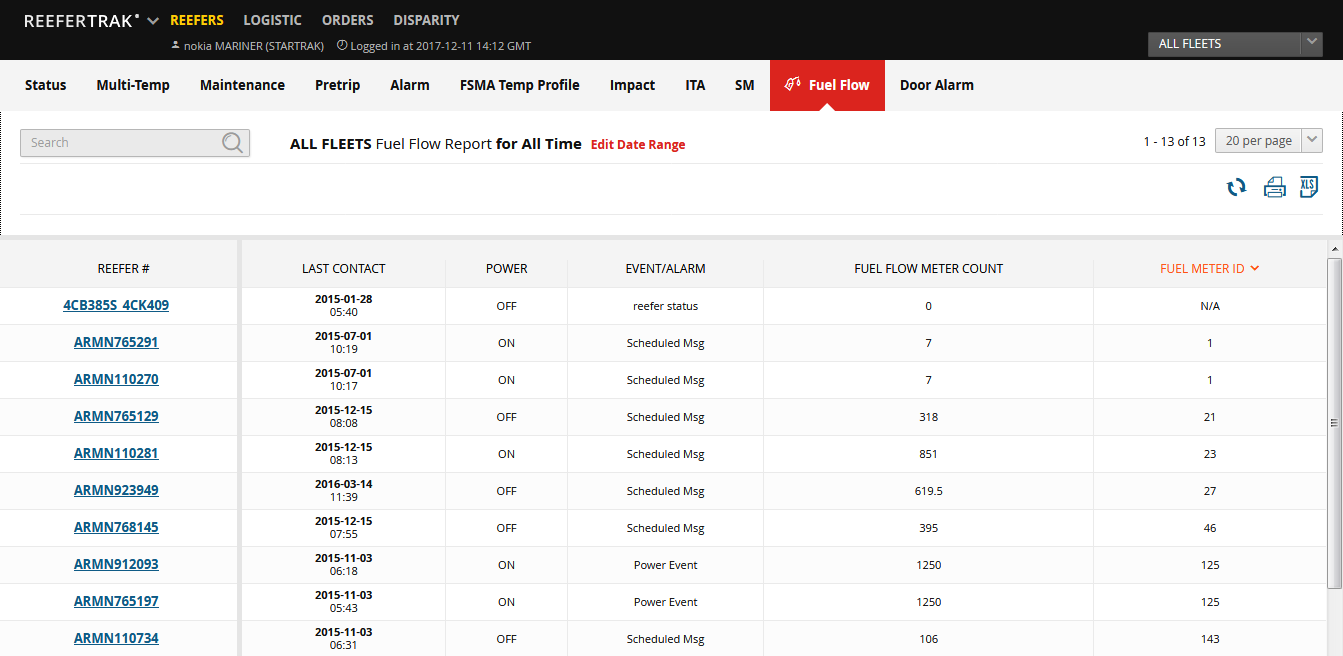 REEFERTRAK REEFERS LOGISTIC ORDERS DISPARITY
nokia MARINER (STARTRAK) Logged in at 2017-12-11 14:12 GMT
ALL FLEETS
Status Multi-Temp Maintenance Pretrip Alarm FSMA Temp Profile Impact ITA SM Fuel Flow Door Alarm
Search ALL FLEETS Fuel Flow Report for All Time Edit Date Range 1 - 13 of 13 20 per page
XLS
REEFER # LAST CONTACT POWER EVENT/ALARM FUEL FLOW METER COUNT FUEL METER ID
4CB385S 4CK409 2015-01-28 05:40 OFF reefer status 0 N/A
ARMN765291 2015-07-01 10:19 ON Scheduled Msg 7 1
ARMN110270 2015-07-01 10:17 ON Scheduled Msg 7 1
ARMN765129 2015-12-15 08:08 OFF Scheduled Msg 318 21
ARMN110281 2015-12-15 08:13 ON Scheduled Msg 851 23
ARMN923949 2016-03-14 11:39 OFF Scheduled Msg 619.5 27
ARMN768145 2015-12-15 07:55 OFF Scheduled Msg 395 46
ARMN912093 2015-11-03 06:18 ON Power Event 1250 125
ARMN765197 2015-11-03 05:43 ON Power Event 1250 125
ARMN110734 2015-11-03 06:31 OFF Scheduled Msg 106 143